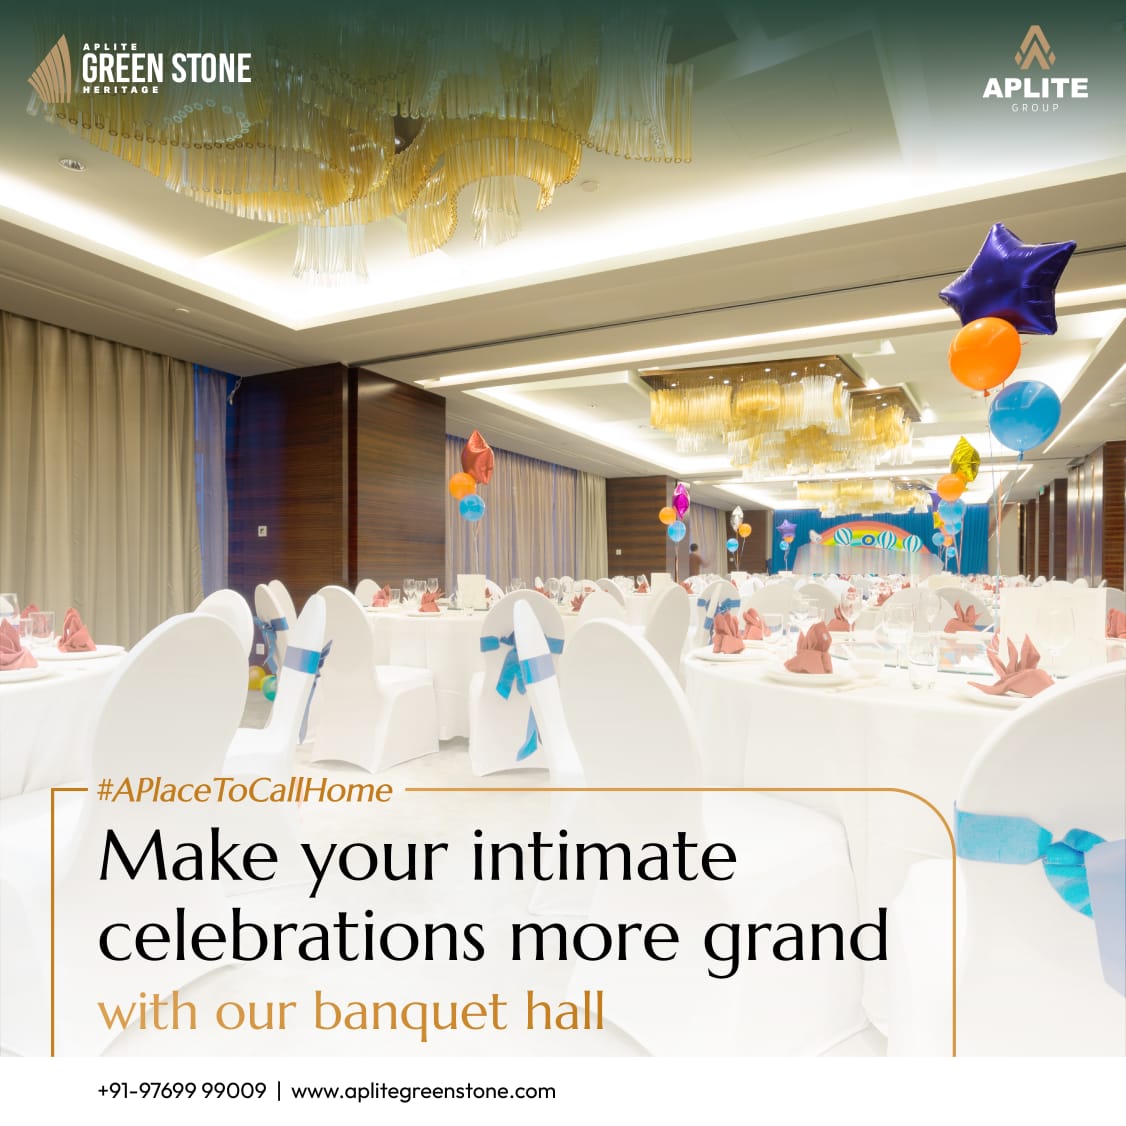 APLITE
GREEN STONE
HERITAGE
APLITE
GROUP
#APlaceToCallHome
Make your intimate
celebrations more grand
with our banquet hall
+91-97699 99009 | www.aplitegreenstone.com